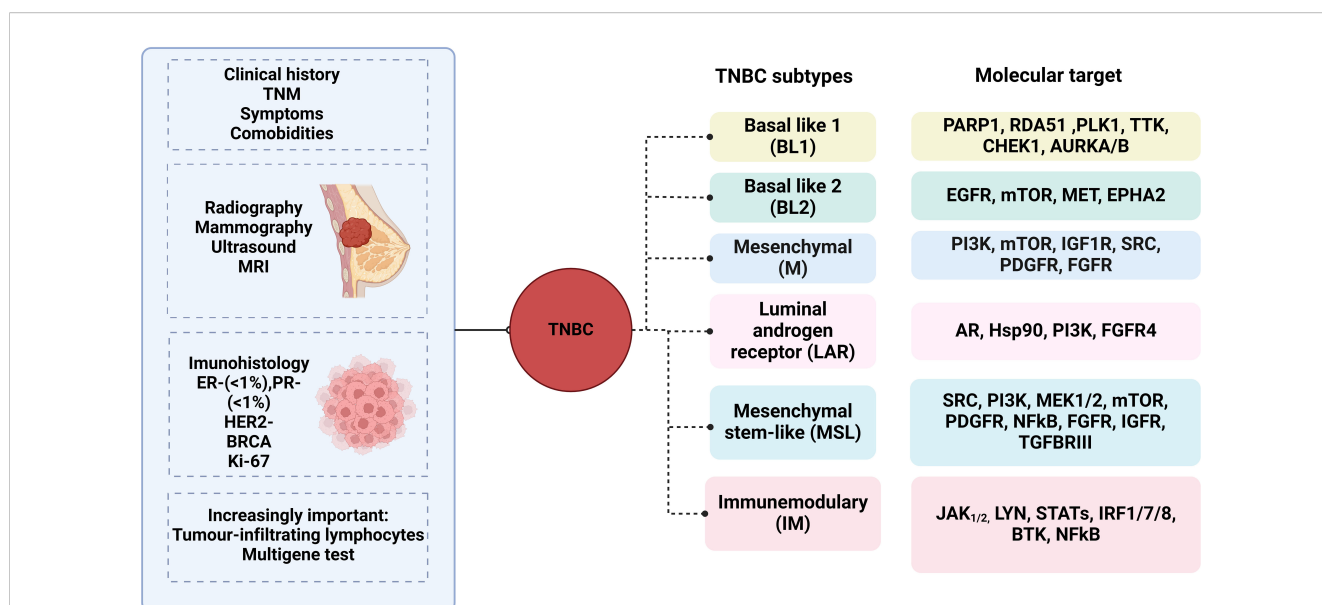 Clinical history
TNM
Symptoms
Comobidities
Radiography
Mammography
Ultrasound
MRI
Imunohistology
ER-(<1%),PR-
(<1%)
HER2-
BRCA
Ki-67
Increasingly important:
Tumour-infiltrating lymphocytes
Multigene test
TNBC
TNBC subtypes
Molecular target
Basal like 1
(BL1)
PARP1, RDA51 ,PLK1, TTK,
CHEK1, AURKA/B
Basal like 2
(BL2)
EGFR, mTOR, MET, EPHA2
Mesenchymal
(M)
PI3K, mTOR, IGF1R, SRC,
PDGFR, FGFR
Luminal
androgen
receptor (LAR)
AR, Hsp90, PI3K, FGFR4
Mesenchymal
stem-like (MSL)
SRC, PI3K, MEK1/2, mTOR,
PDGFR, NFkB, FGFR, IGFR,
TGFBRIII
Immunemodulary
(IM)
JAK1/2, LYN, STATs, IRF1/7/8,
BTK, NFkB